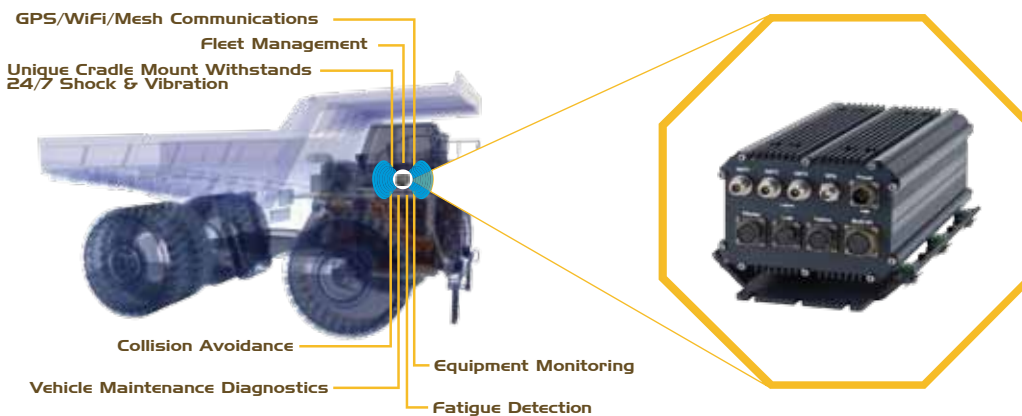 GPS/WiFi/Mesh Communications
Fleet Management
Unique Cradle Mount Withstands
24/7 Shock & Vibration
Collision Avoidance
Equipment Monitoring
Vehicle Maintenance Diagnostics
Fatigue Detection